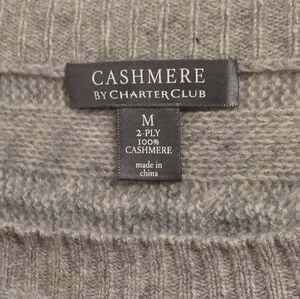 CASHMERE
BY CHARTER CLUB
M
2-PLY
100%
CASHMERE
made in
china